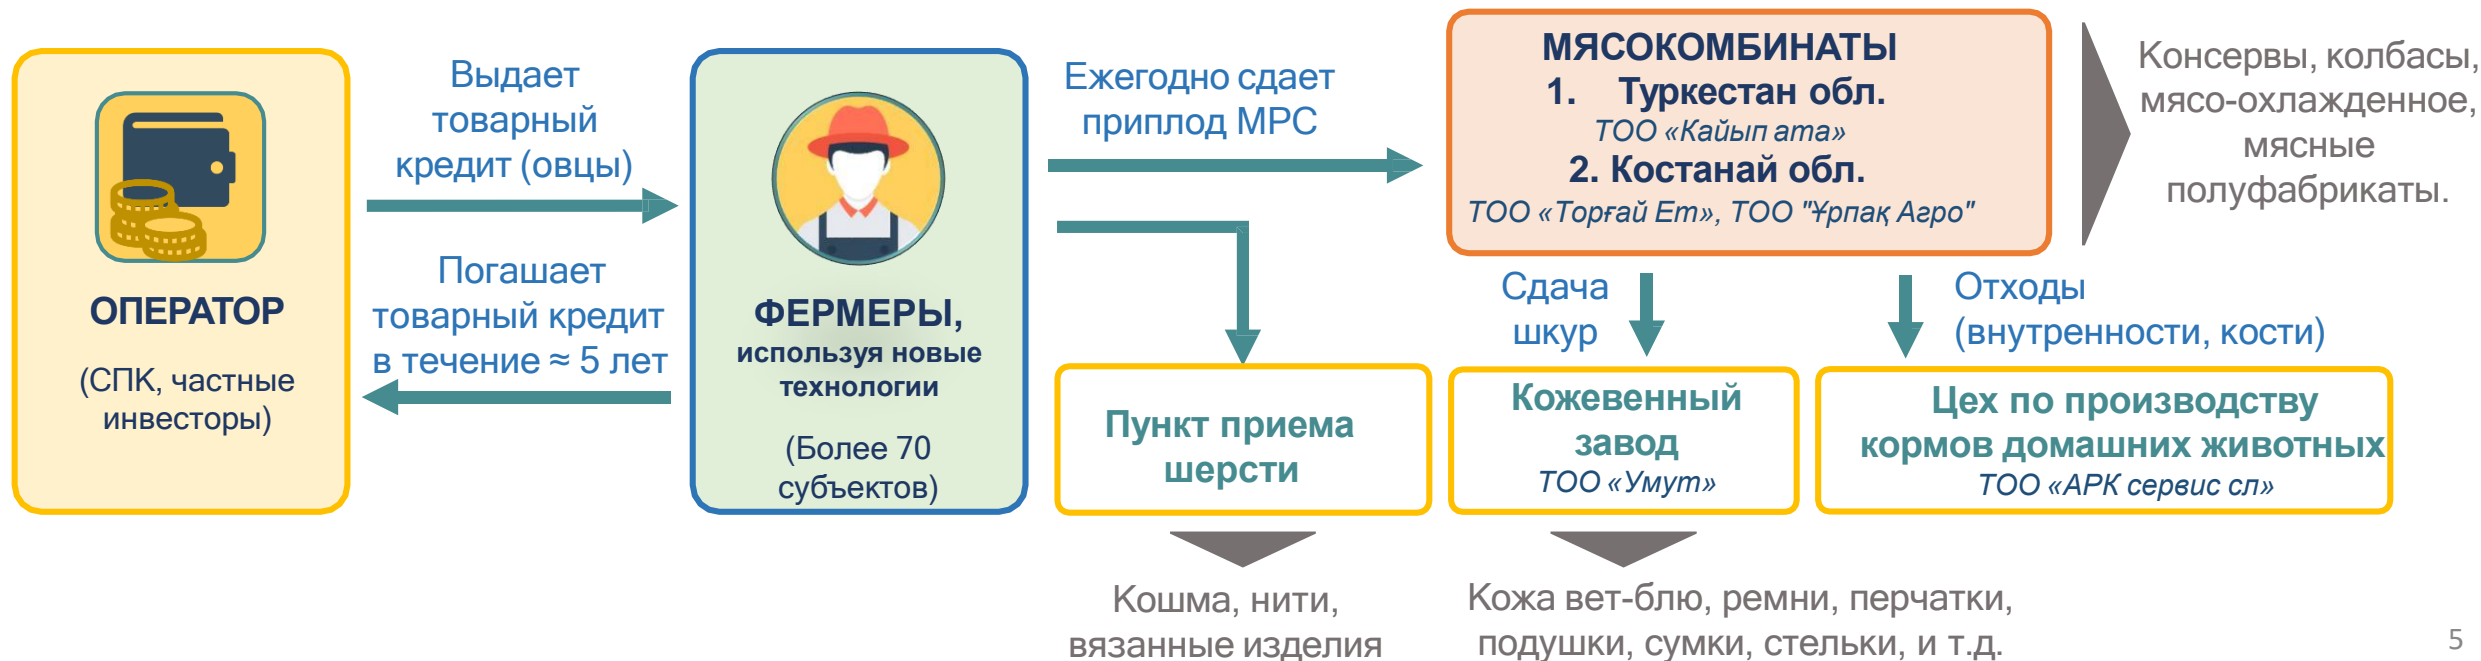 ОПЕРАТОР
(СПК, частные
инвесторы)
Выдает
товарный
кредит (овцы)
Погашает
товарный кредит
в течение ≈ 5 лет
ФЕРМЕРЫ,
используя новые
технологии
(Более 70
субъектов)
Ежегодно сдает
приплод МРС
МЯСОКОМБИНАТЫ
1. Туркестан обл.
ТОО «Кайып ата»
2. Костанай обл.
ТОО «Торғай Ет», ТОО "Ұрпақ Агро"
Консервы, колбасы,
мясо-охлажденное,
мясные
полуфабрикаты.
Сдача
шкур
Отходы
(внутренности, кости)
Пункт приема
шерсти
Кожевенный
завод
ТОО «Умут»
Цех по производству
кормов домашних животных
ТОО «АРК сервис сл»
Кошма, нити,
вязанные изделия
Кожа вет-блю, ремни, перчатки,
подушки, сумки, стельки, и т.д.
5